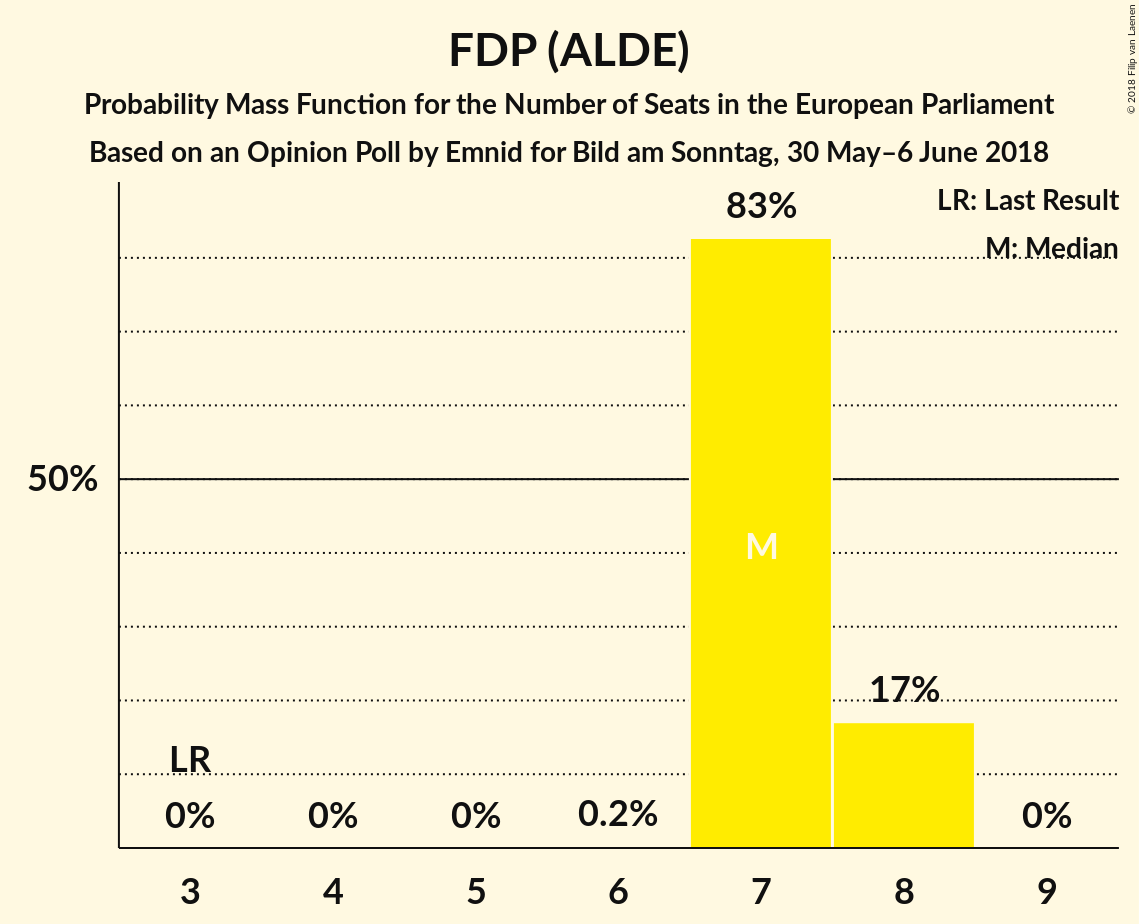 FDP (ALDE)
Probability Mass Function for the Number of Seats in the European Parliament
Based on an Opinion Poll by Emnid for Bild am Sonntag, 30 May–6 June 2018
© 2018 Filip van Laenen
LR: Last Result
M: Median
83%
50%
M
17%
LR
0%
0%
0%
0.2%
0%
3
4
5
6
7
8
9